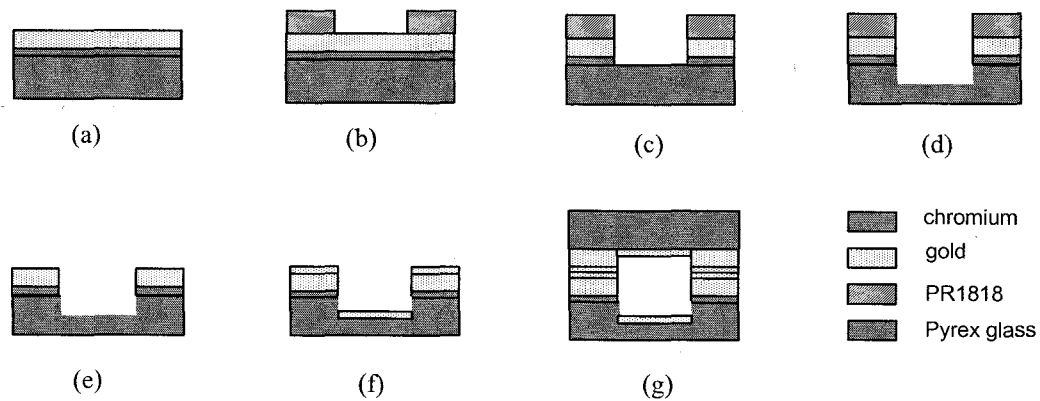 (a)
(b)
(c)
(d)
(e)
(f)
(g)
chromium
gold
PR1818
Pyrex glass